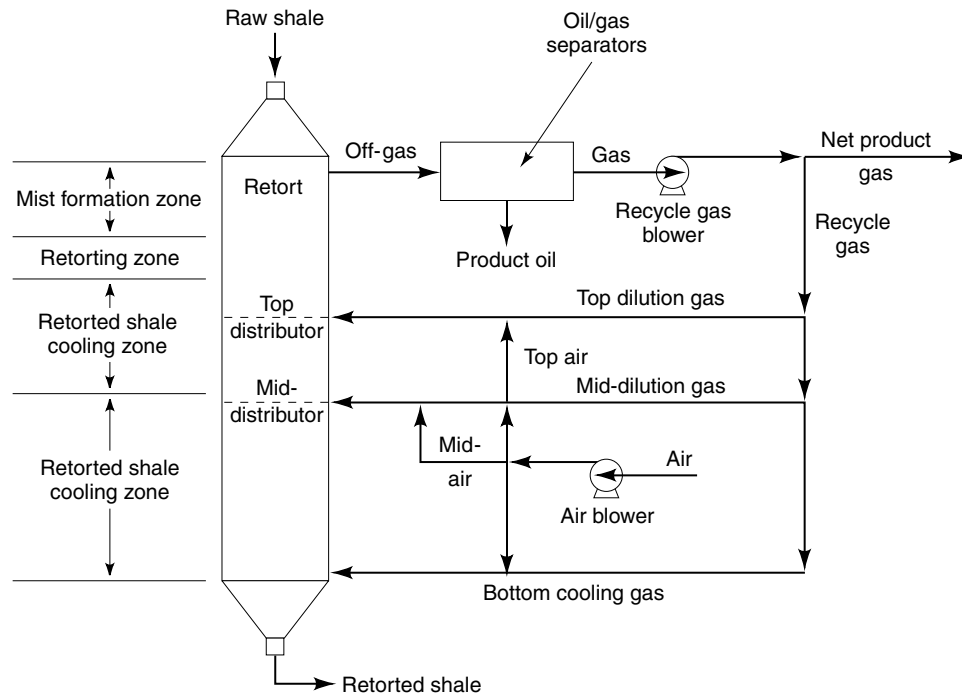 Raw shale
Oil/gas
separators
Off-gas
Gas
Net product
gas
Mist formation zone
Retort
Recycle gas
blower
Recycle
gas
Retorting zone
Product oil
Retorted shale
cooling zone
Top
distributor
Top dilution gas
Top air
Mid-
distributor
Mid-dilution gas
Retorted shale
cooling zone
Mid-
air
Air
Air blower
Bottom cooling gas
Retorted shale